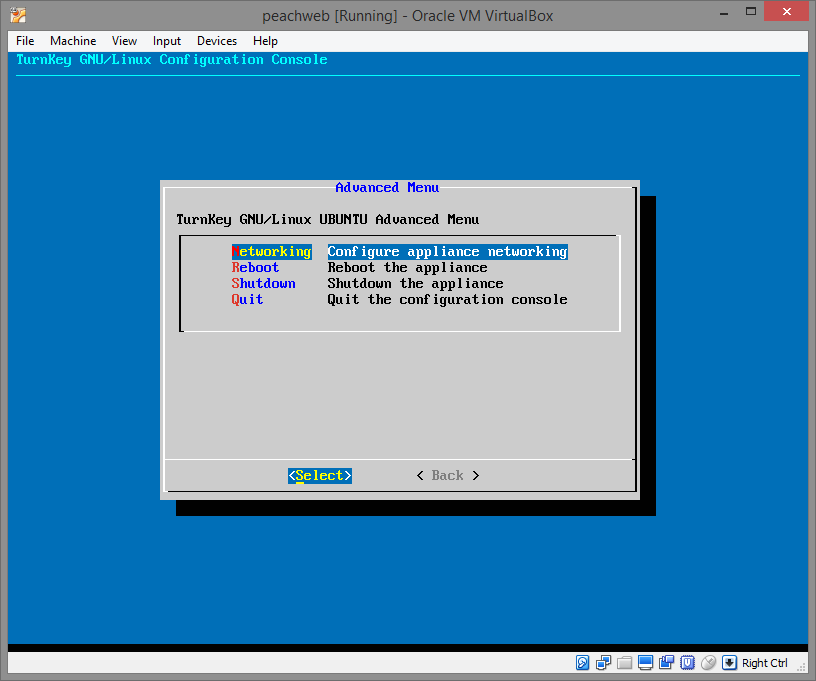 peachweb [Running] - Oracle VM VirtualBox
File Machine View Input Devices Help
TurnKey GNU/Linux Configuration Console
Advanced Menu
TurnKey GNU/Linux UBUNTU Advanced Menu
Networking Configure appliance networking
Reboot Reboot the appliance
Shutdown Shutdown the appliance
Quit Quit the configuration console
<Select> < Back >
Right Ctrl